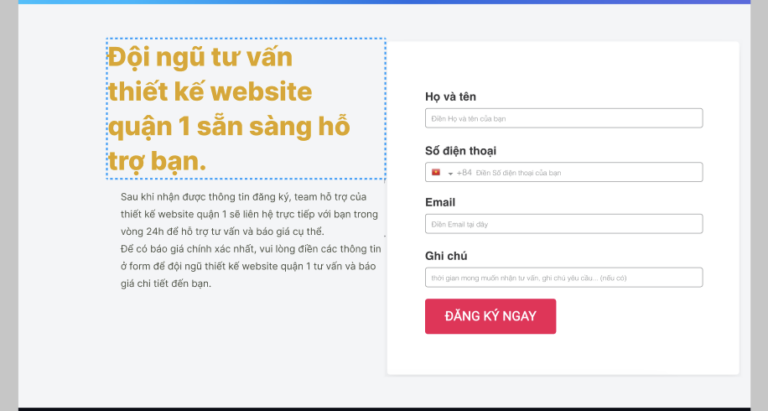 Đội ngũ tư vấn
thiết kế website
quận 1 sẵn sàng hỗ
trợ bạn.
Sau khi nhận được thông tin đăng ký, team hỗ trợ của
thiết kế website quận 1 sẽ liên hệ trực tiếp với bạn trong
vòng 24h để hỗ trợ tư vấn và báo giá cụ thể.
Để có báo giá chính xác nhất, vui lòng điền các thông tin
ở form để đội ngũ thiết kế website quận 1 tư vấn và báo
giá chi tiết đến bạn.
Họ và tên
Điền Họ và tên của bạn
Số điện thoại
+84 Điền Số điện thoại của bạn
Email
Điền Email tại đây
Ghi chú
thời gian mong muốn nhận tư vấn, ghi chú yêu cầu... (nếu có)
ĐĂNG KÝ NGAY